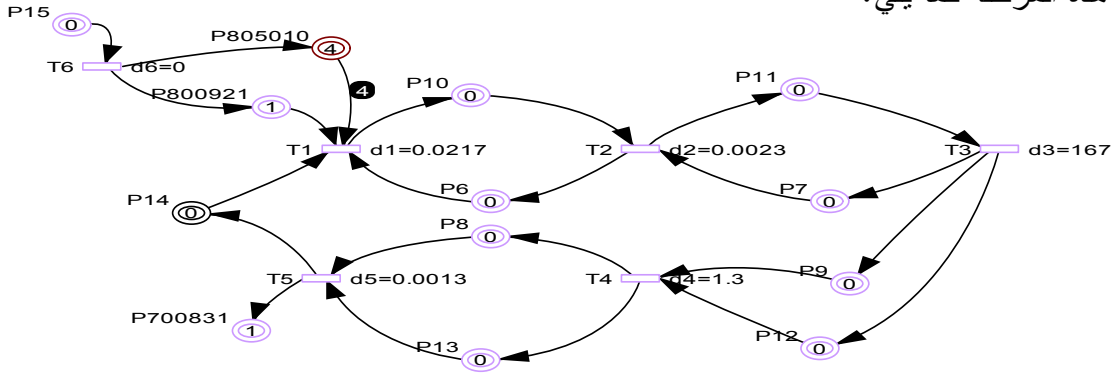 P15
0
T6
d6=0
P805010
4
4
P800921
1
P10
0
P11
0
T1
d1=0.0217
T2
d2=0.0023
T3
d3=167
P6
0
P7
0
P14
0
P8
0
P9
0
T5
d5=0.0013
T4
d4=1.3
P700831
1
P13
0
P12
0